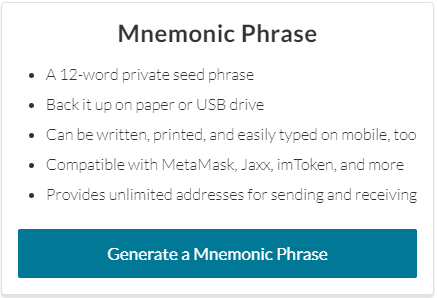 Mnemonic Phrase
• A 12-word private seed phrase
• Back it up on paper or USB drive
• Can be written, printed, and easily typed on mobile, too
• Compatible with MetaMask, Jaxx, imToken, and more
• Provides unlimited addresses for sending and receiving
Generate a Mnemonic Phrase